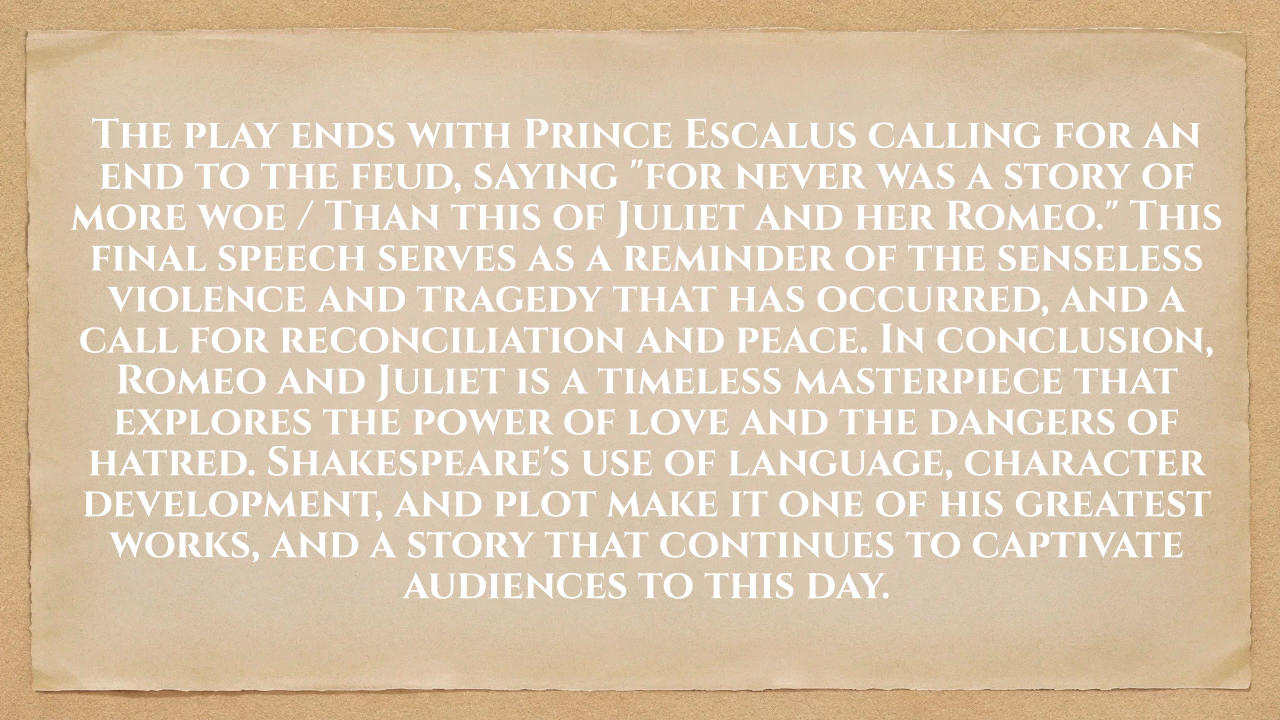 The play ends with Prince Escalus calling for an
end to the feud, saying "for never was a story of
more woe / Than this of Juliet and her Romeo." This
final speech serves as a reminder of the senseless
violence and tragedy that has occurred, and a
call for reconciliation and peace. In conclusion,
Romeo and Juliet is a timeless masterpiece that
explores the power of love and the dangers of
hatred. Shakespeare's use of language, character
development, and plot make it one of his greatest
works, and a story that continues to captivate
audiences to this day.